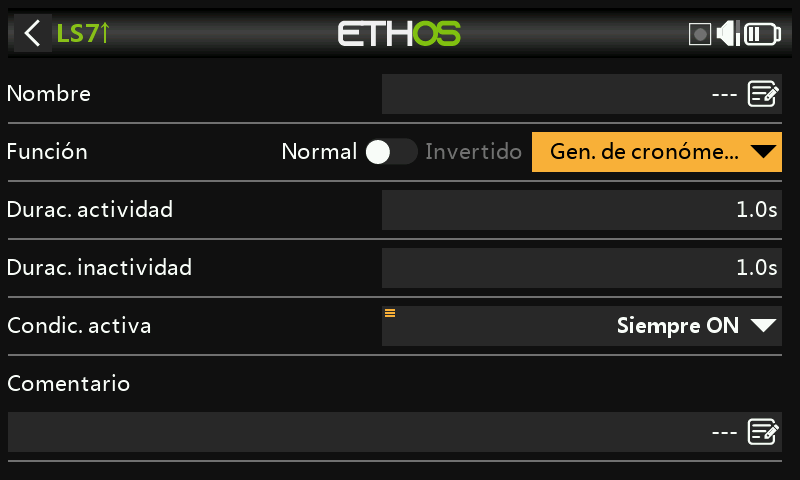 LS7↑ ETHOS
Nombre ---
Función Normal Invertido Gen. de cronóme...
Durac. actividad 1.0s
Durac. inactividad 1.0s
Condic. activa Siempre ON
Comentario
---